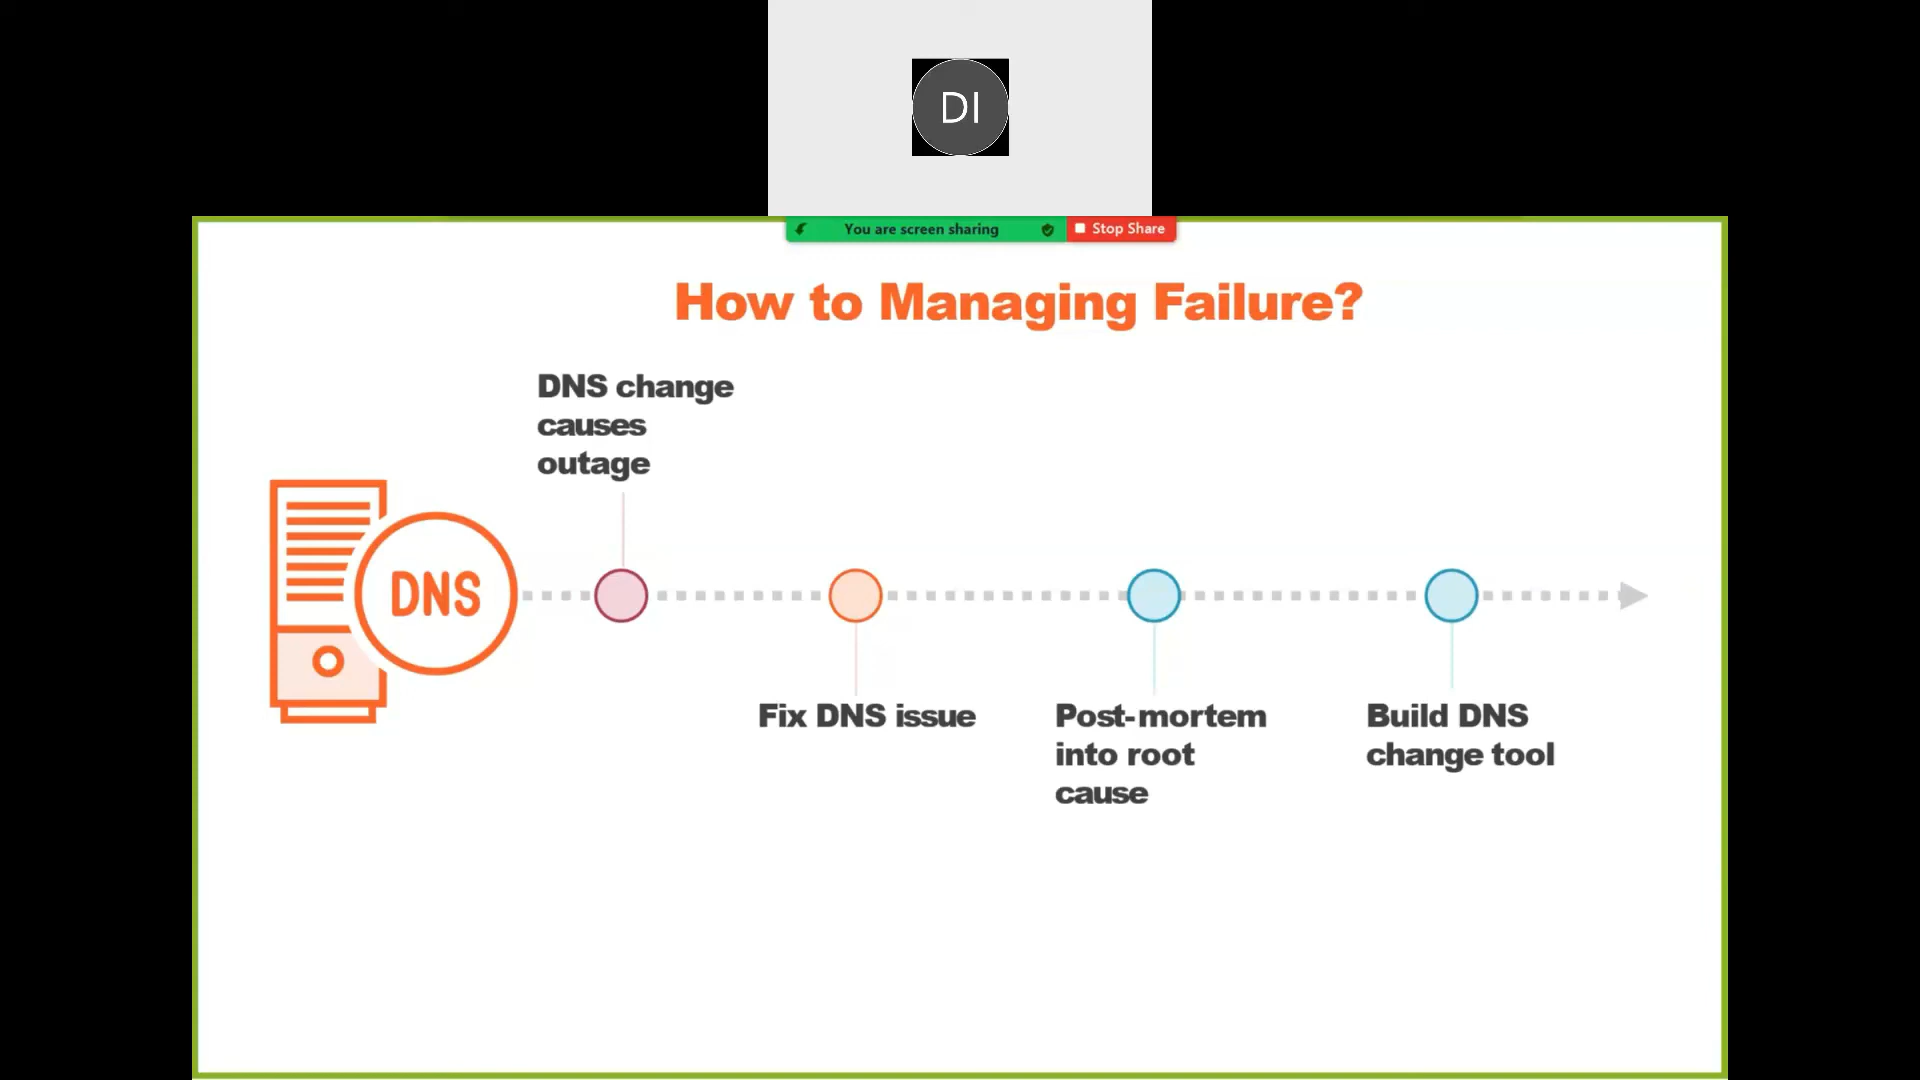 DI
You are screen sharing
Stop Share
How to Managing Failure?
DNS change
causes
outage
DNS
Fix DNS issue
Post-mortem
into root
cause
Build DNS
change tool